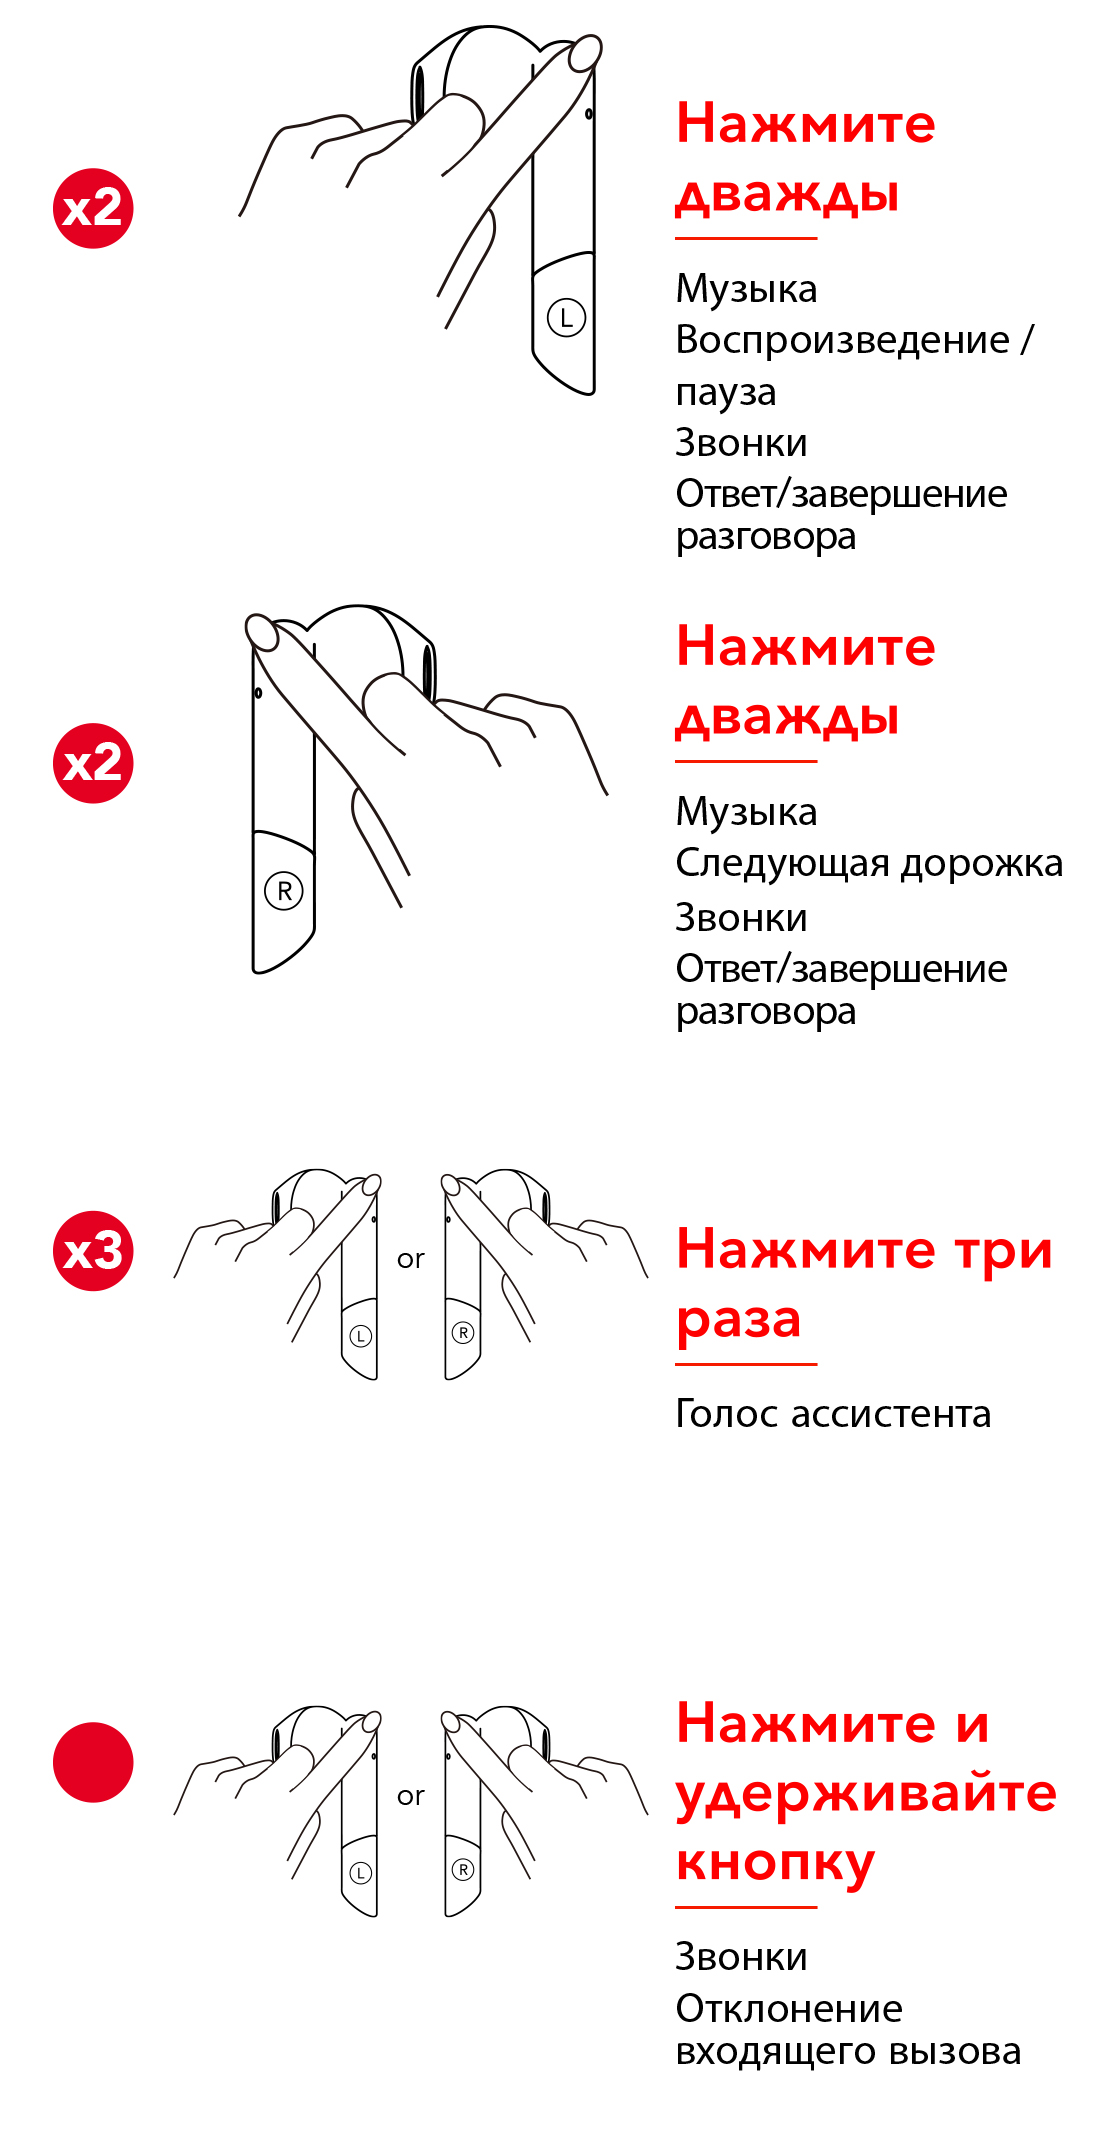 Нажмите
дважды
x2
Музыка
Воспроизведение /
пауза
Звонки
Ответ/завершение
разговора
L
Нажмите
дважды
x2
Музыка
Следующая дорожка
Звонки
Ответ/завершение
разговора
R
x3
or
L
R
Нажмите три
раза
Голос ассистента
or
L
R
Нажмите и
удерживайте
кнопку
Звонки
Отклонение
входящего вызова